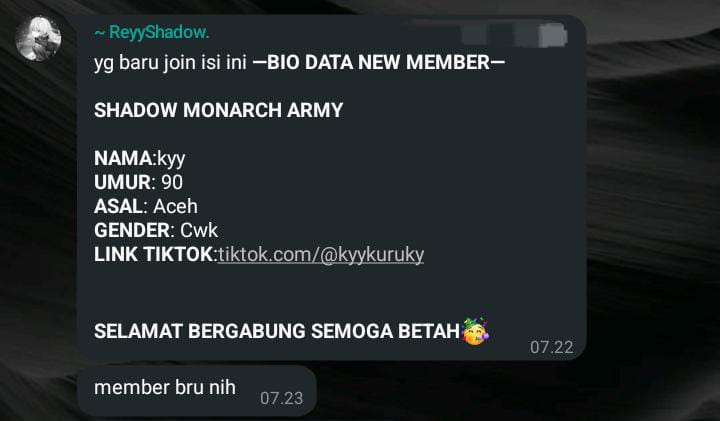 ~ ReyyShadow.
yg baru join isi ini —BIO DATA NEW MEMBER—
SHADOW MONARCH ARMY
NAMA:kyy
UMUR: 90
ASAL: Aceh
GENDER: Cwk
LINK TIKTOK:tiktok.com/@kyykuruky
SELAMAT BERGABUNG SEMOGA BETAH🥳
07.22
member bru nih
07.23